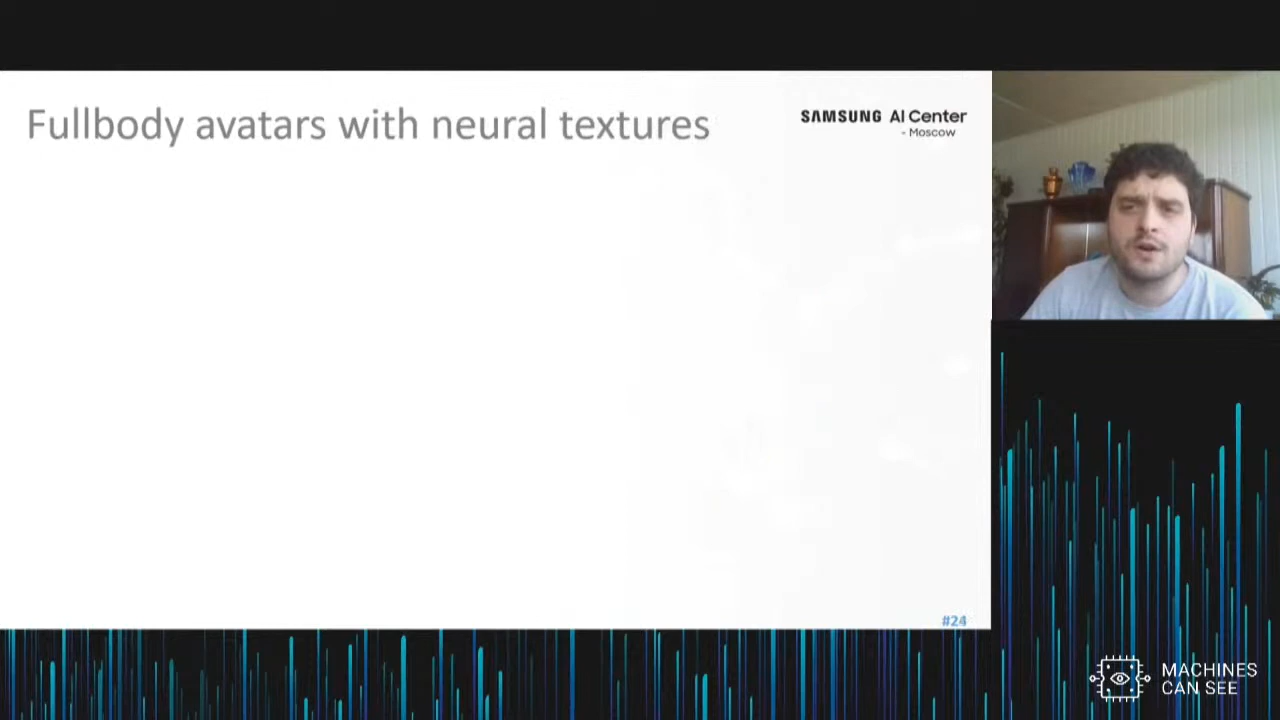 Fullbody avatars with neural textures
SAMSUNG AI Center
- Moscow
#24
MACHINES
CAN SEE